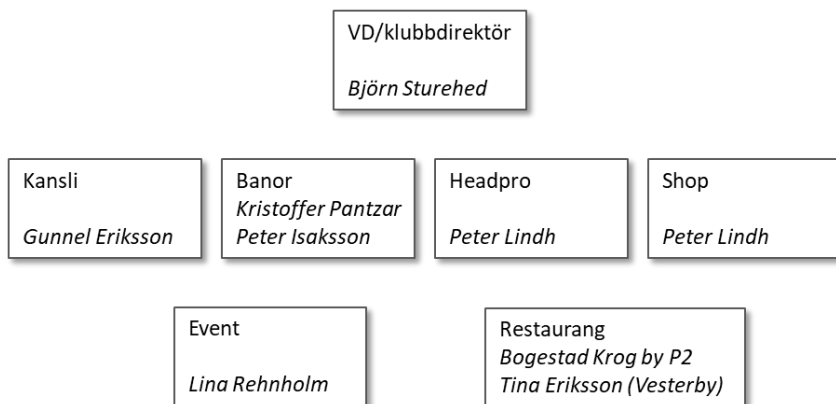 VD/klubbdirektör
Björn Sturehed
Kansli
Gunnel Eriksson
Banor
Kristoffer Pantzar
Peter Isaksson
Headpro
Peter Lindh
Shop
Peter Lindh
Event
Lina Rehnholm
Restaurang
Bogestad Krog by P2
Tina Eriksson (Vesterby)